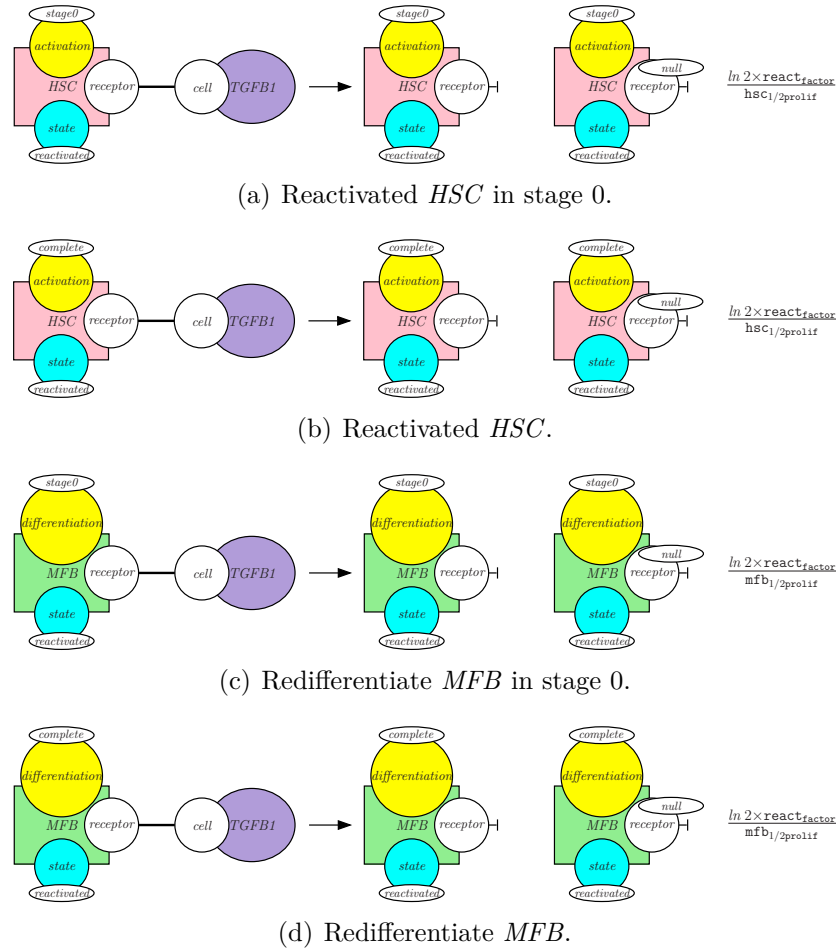 stage0 stage0 stage0
activation activation activation
null
HSC receptor cell TGFB1 HSC receptor HSC receptor ln 2×react_factor / hsc_1/2prolif
state state state
reactivated reactivated reactivated
(a) Reactivated HSC in stage 0.
complete complete complete
activation activation activation
null
HSC receptor cell TGFB1 HSC receptor HSC receptor ln 2×react_factor / hsc_1/2prolif
state state state
reactivated reactivated reactivated
(b) Reactivated HSC.
stage0 stage0 stage0
differentiation differentiation differentiation
null
MFB receptor cell TGFB1 MFB receptor MFB receptor ln 2×react_factor / mfb_1/2prolif
state state state
reactivated reactivated reactivated
(c) Redifferentiate MFB in stage 0.
complete complete complete
differentiation differentiation differentiation
null
MFB receptor cell TGFB1 MFB receptor MFB receptor ln 2×react_factor / mfb_1/2prolif
state state state
reactivated reactivated reactivated
(d) Redifferentiate MFB.